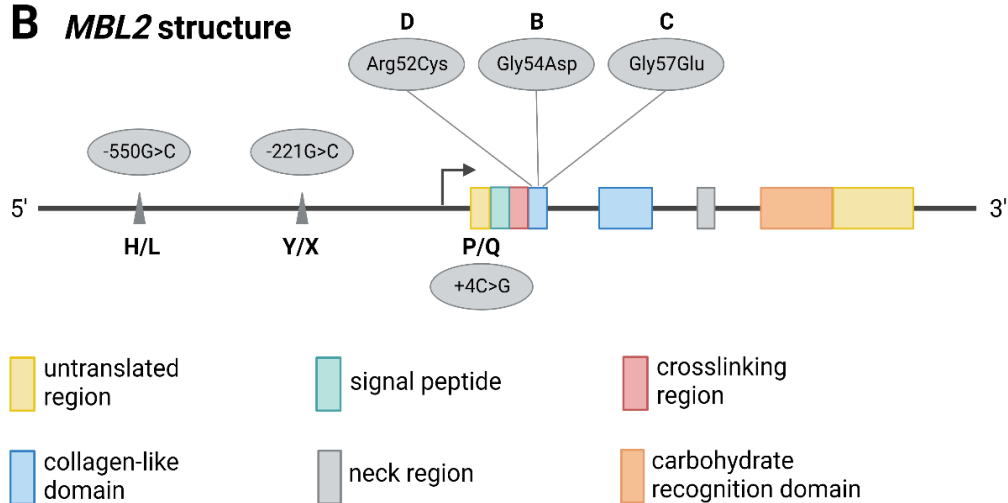 B MBL2 structure
D B C
Arg52Cys Gly54Asp Gly57Glu
-550G>C -221G>C
5' 3'
H/L Y/X P/Q
+4C>G
untranslated
region
signal peptide
crosslinking
region
collagen-like
domain
neck region
carbohydrate
recognition domain